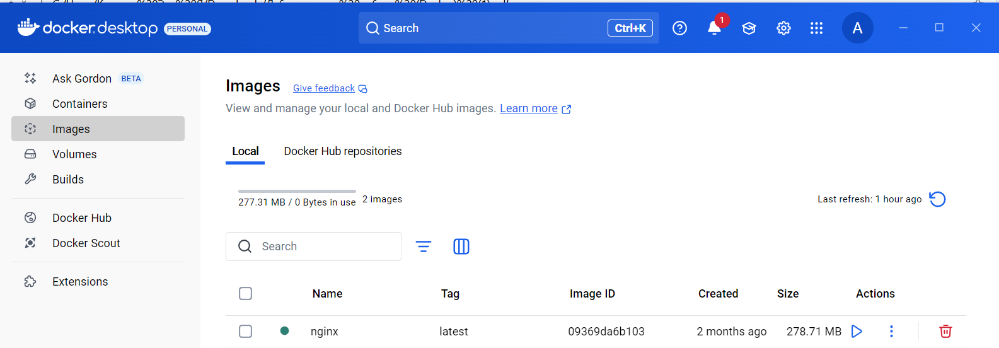 docker.desktop PERSONAL Search Ctrl+K 1 A
Ask Gordon BETA
Containers
Images
Volumes
Builds
Docker Hub
Docker Scout
Extensions
Images Give feedback
View and manage your local and Docker Hub images. Learn more
Local Docker Hub repositories
277.31 MB / 0 Bytes in use 2 images Last refresh: 1 hour ago
Search
Name Tag Image ID Created Size Actions
nginx latest 09369da6b103 2 months ago 278.71 MB